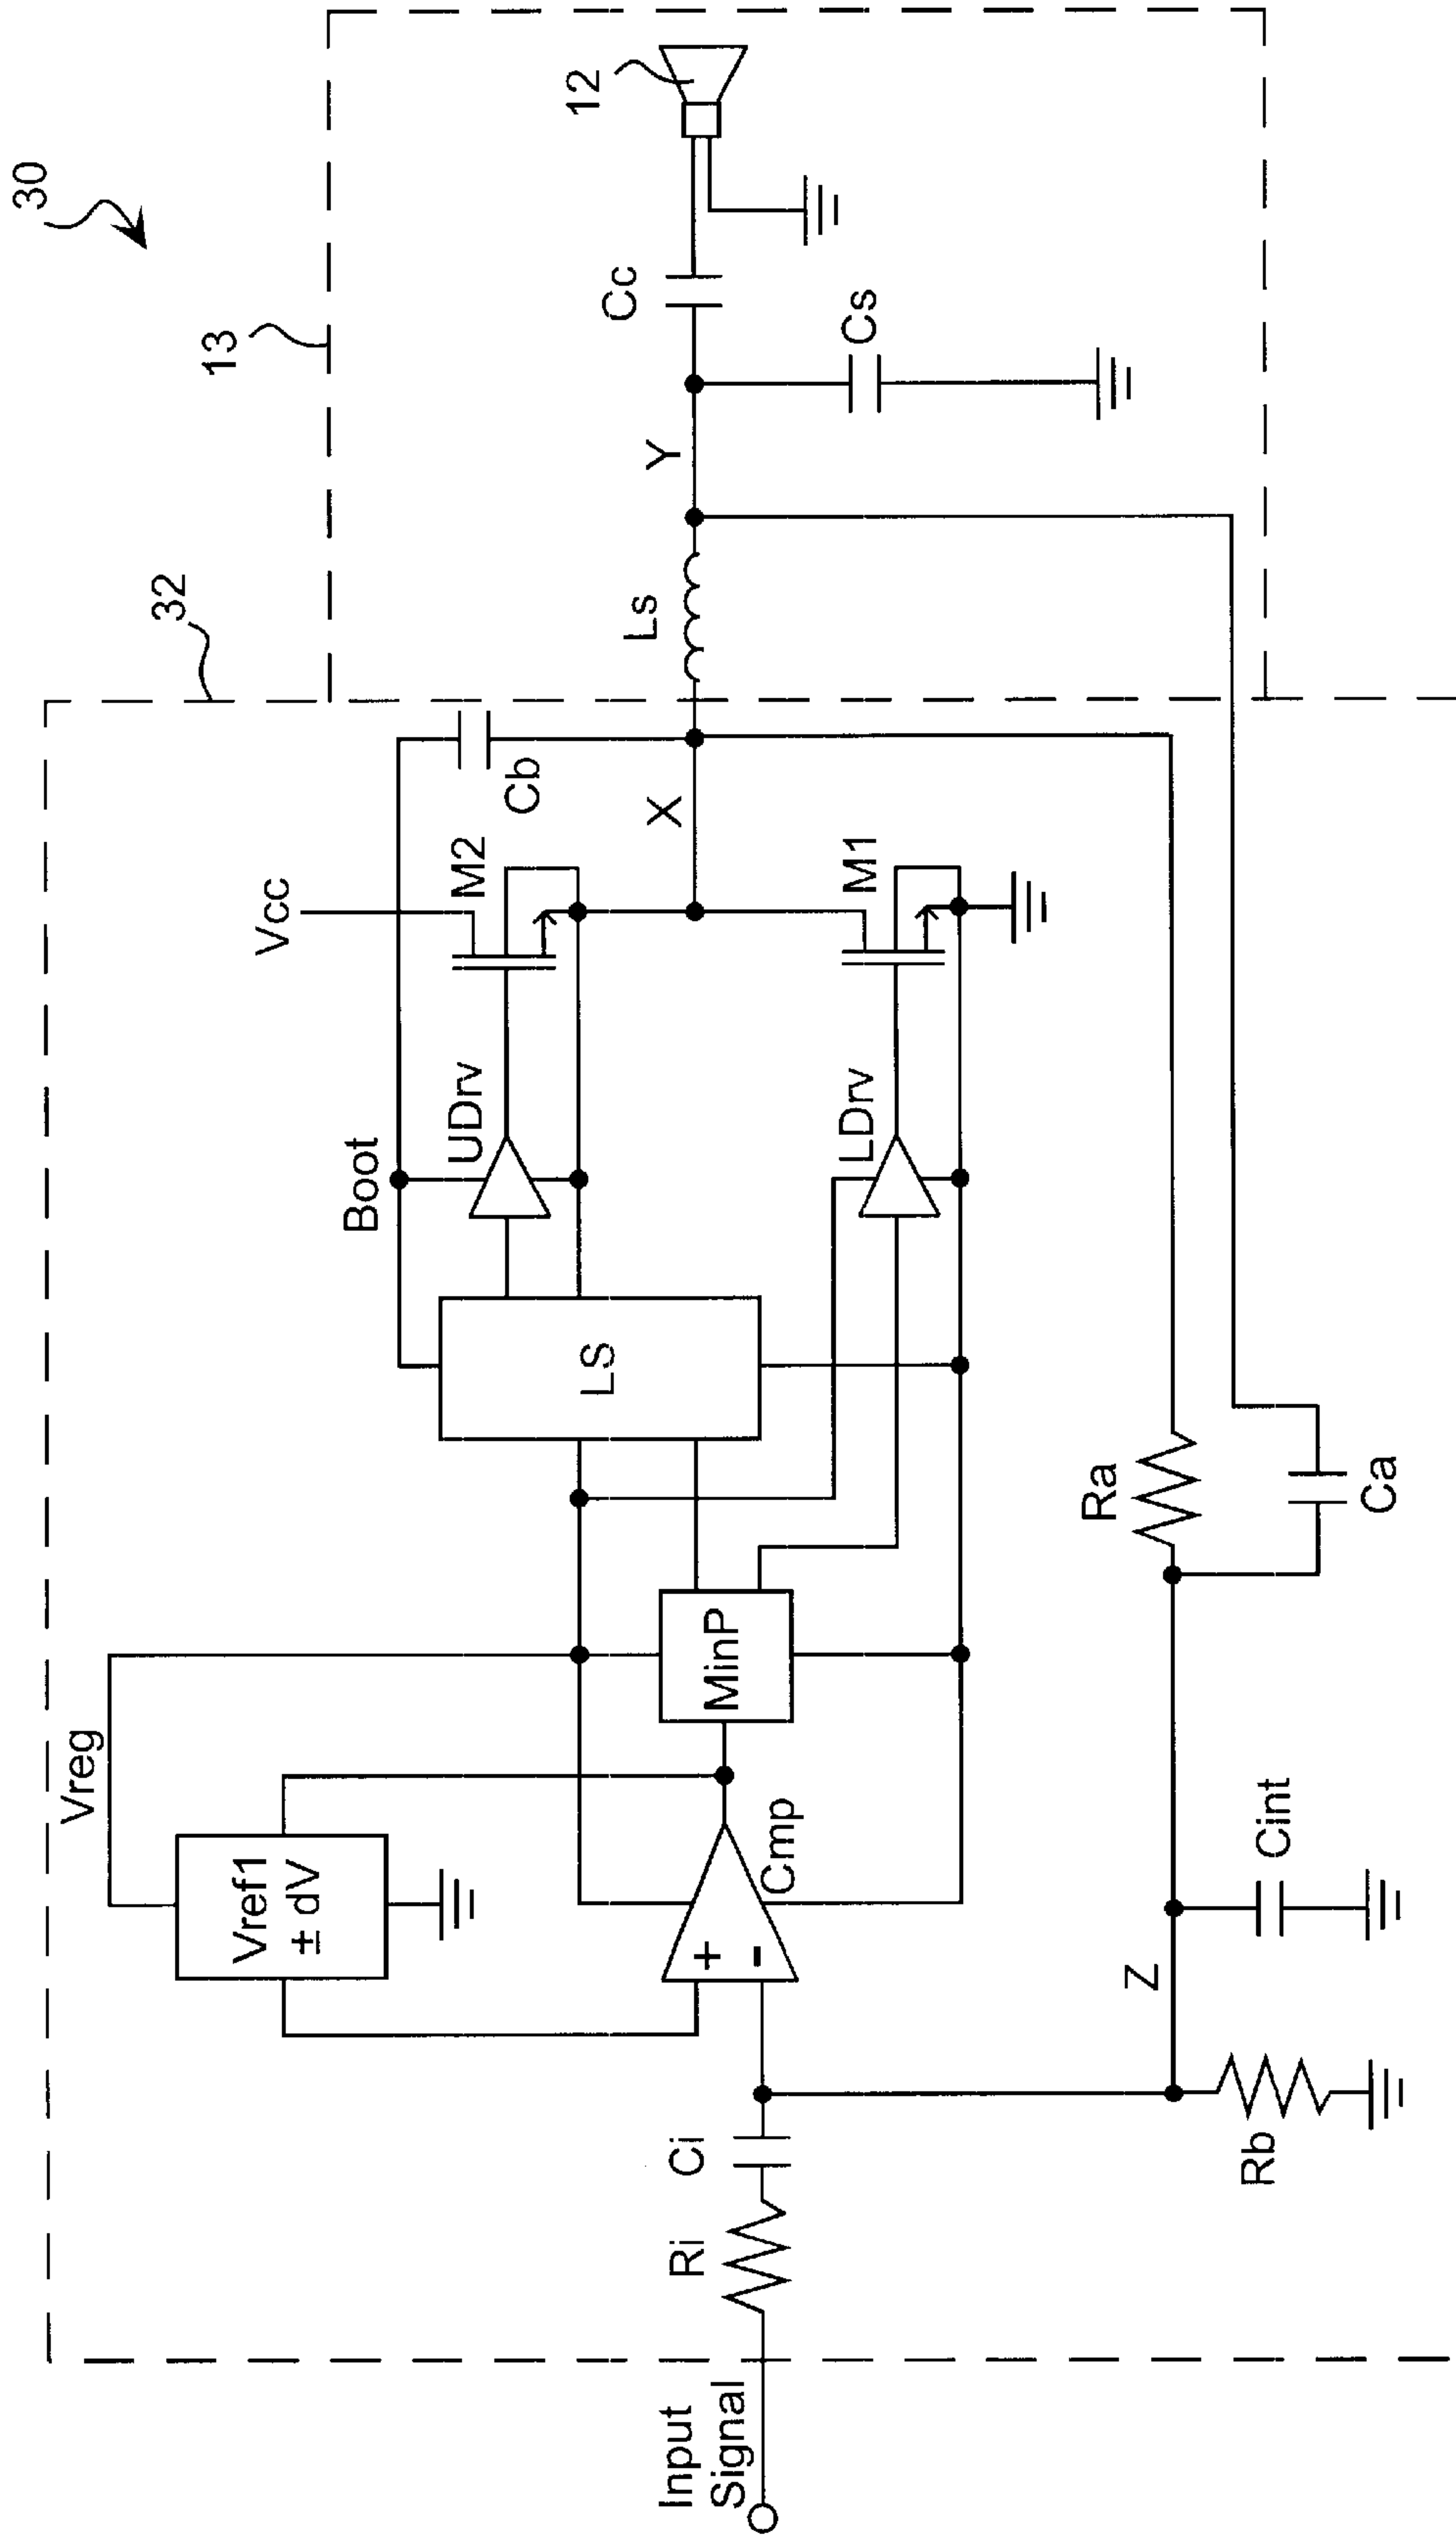 30
32
13
12
Vcc
Vreg
Vref1
± dV
Boot
M2
Cb
UDrv
LS
Ls
Y
Cc
X
MinP
Cmp
+
-
LDrv
M1
Cs
Input
Signal
Ri
Ci
Z
Ra
Ca
Cint
Rb